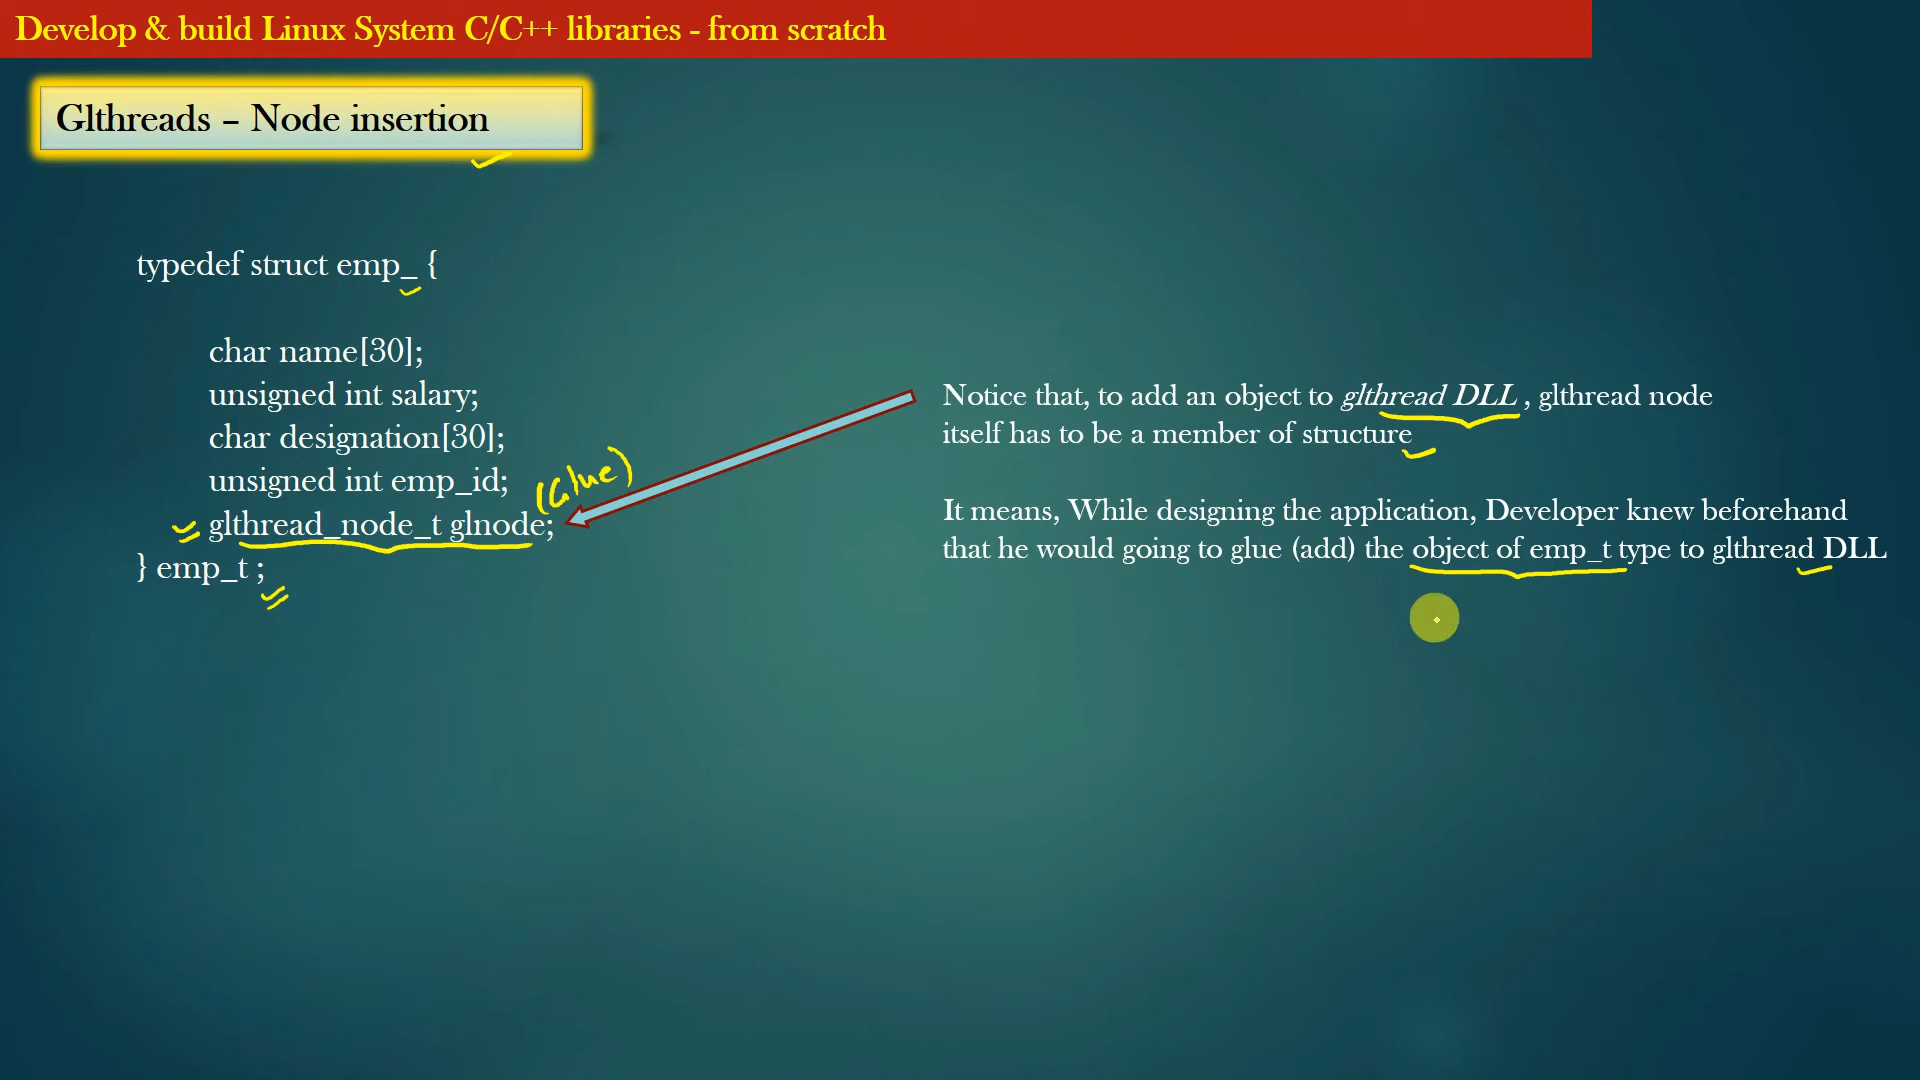 Develop & build Linux System C/C++ libraries - from scratch
Glthreads – Node insertion
typedef struct emp_ {
char name[30];
unsigned int salary;
char designation[30];
unsigned int emp_id;
(Glue)
glthread_node_t glnode;
} emp_t ;
Notice that, to add an object to glthread DLL , glthread node
itself has to be a member of structure
It means, While designing the application, Developer knew beforehand
that he would going to glue (add) the object of emp_t type to glthread DLL